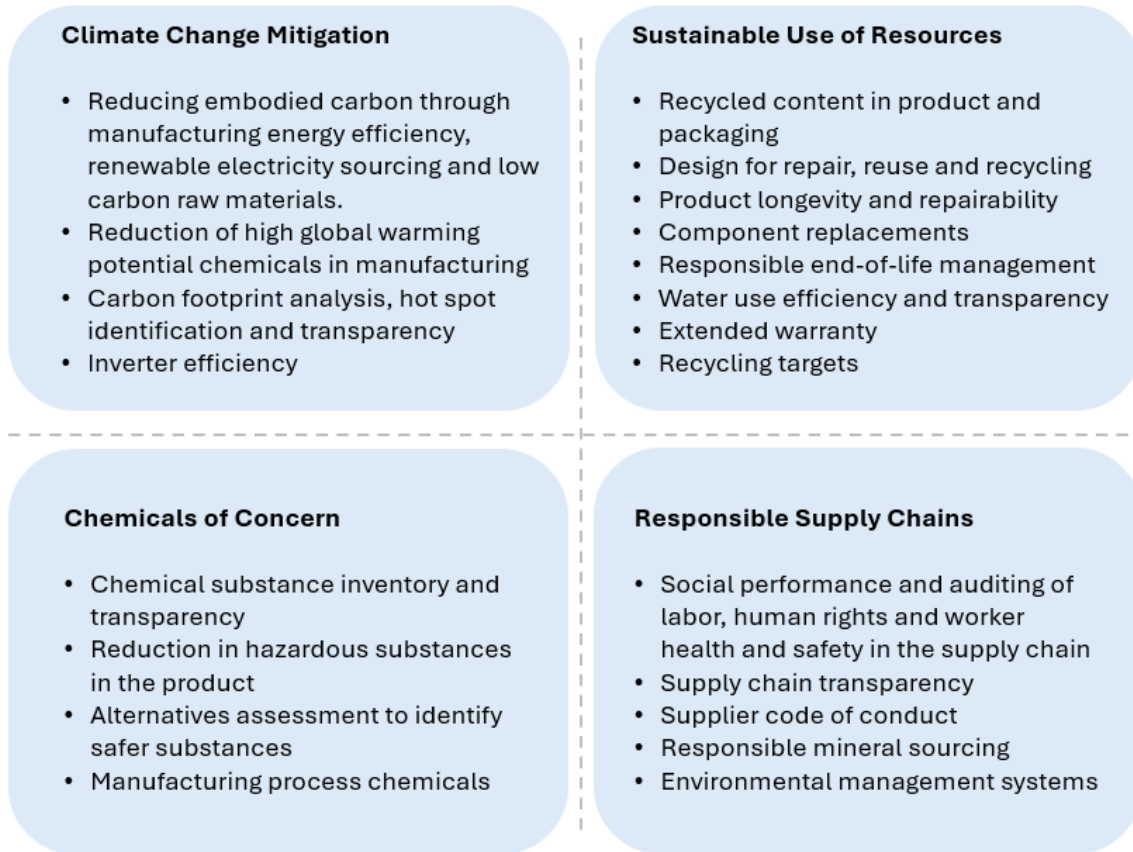 Climate Change Mitigation
• Reducing embodied carbon through
manufacturing energy efficiency,
renewable electricity sourcing and low
carbon raw materials.
• Reduction of high global warming
potential chemicals in manufacturing
• Carbon footprint analysis, hot spot
identification and transparency
• Inverter efficiency
Sustainable Use of Resources
• Recycled content in product and
packaging
• Design for repair, reuse and recycling
• Product longevity and repairability
• Component replacements
• Responsible end-of-life management
• Water use efficiency and transparency
• Extended warranty
• Recycling targets
Chemicals of Concern
• Chemical substance inventory and
transparency
• Reduction in hazardous substances
in the product
• Alternatives assessment to identify
safer substances
• Manufacturing process chemicals
Responsible Supply Chains
• Social performance and auditing of
labor, human rights and worker
health and safety in the supply chain
• Supply chain transparency
• Supplier code of conduct
• Responsible mineral sourcing
• Environmental management systems